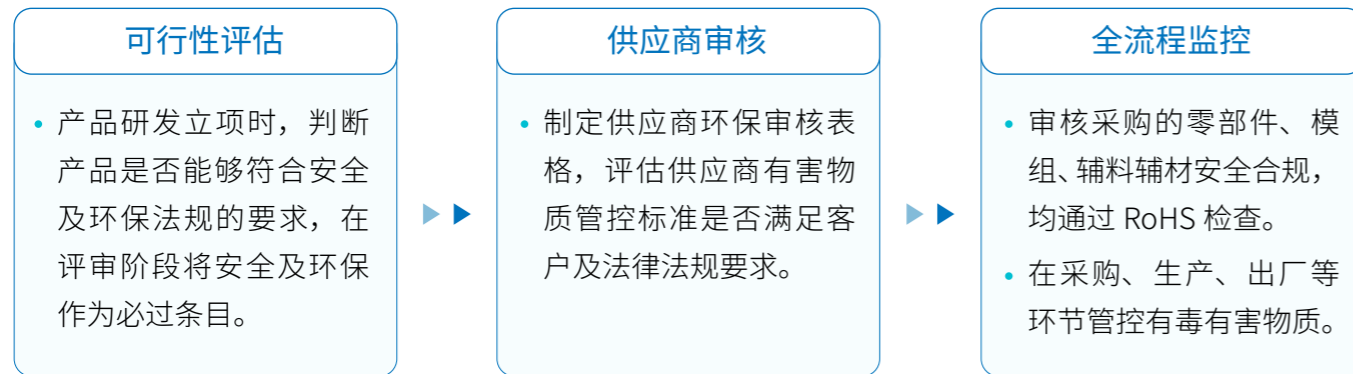 可行性评估
• 产品研发立项时，判断
产品是否能够符合安全
及环保法规的要求，在
评审阶段将安全及环保
作为必过条目。
供应商审核
• 制定供应商环保审核表
格，评估供应商有害物
质管控标准是否满足客
户及法律法规要求。
全流程监控
• 审核采购的零部件、模
组、辅料辅材安全合规，
均通过 RoHS 检查。
• 在采购、生产、出厂等
环节管控有毒有害物质。